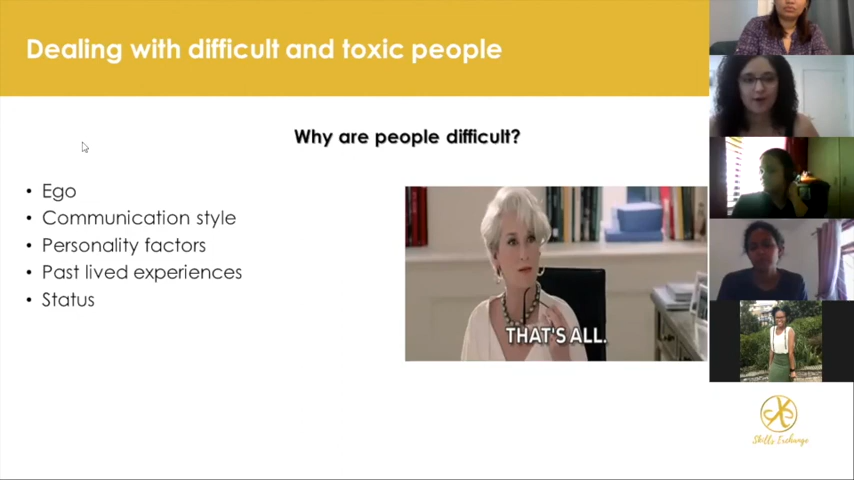 Dealing with difficult and toxic people
Why are people difficult?
• Ego
• Communication style
• Personality factors
• Past lived experiences
• Status
THAT'S ALL.
Skills Exchange